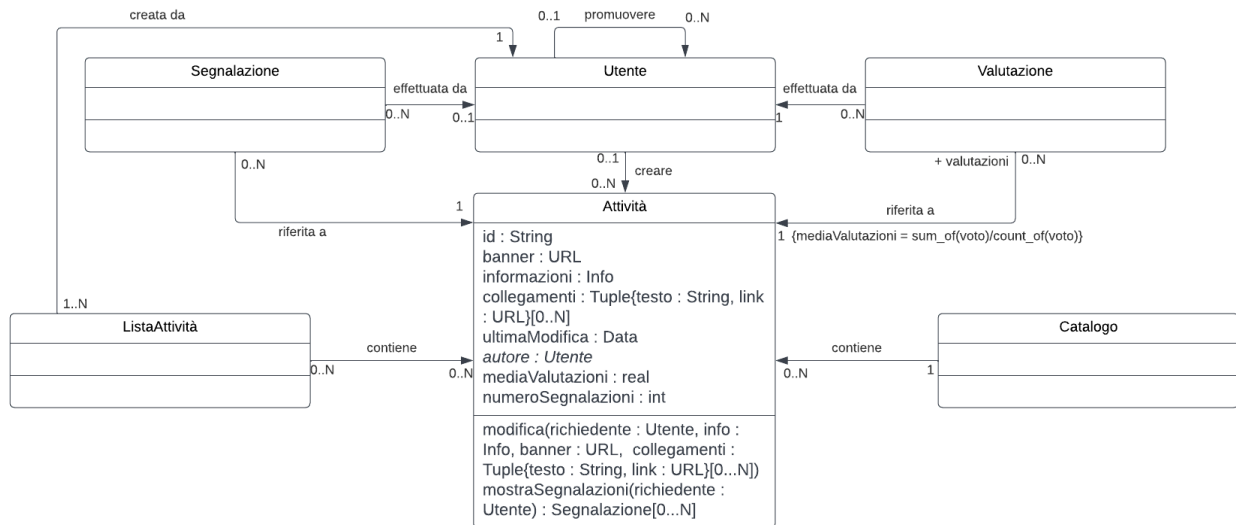 creata da
0..1
promuovere
0..N
1
Segnalazione
Utente
Valutazione
effettuata da
0..N
0..1
effettuata da
1
0..N
0..N
0..1
creare
0..N
+ valutazioni
0..N
riferita a
1
riferita a
1 {mediaValutazioni = sum_of(voto)/count_of(voto)}
Attività
id : String
banner : URL
informazioni : Info
collegamenti : Tuple{testo : String, link
: URL}[0..N]
ultimaModifica : Data
autore : Utente
mediaValutazioni : real
numeroSegnalazioni : int
modifica(richiedente : Utente, info :
Info, banner : URL, collegamenti :
Tuple{testo : String, link : URL}[0...N])
mostraSegnalazioni(richiedente :
Utente) : Segnalazione[0...N]
1..N
ListaAttività
contiene
0..N
0..N
Catalogo
contiene
0..N
1